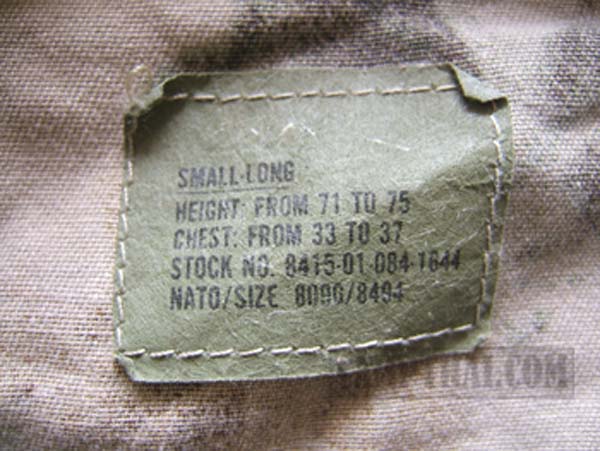 SMALL-LONG
HEIGHT: FROM 71 TO 75
CHEST: FROM 33 TO 37
STOCK NO. 8415-01-084-1644
NATO/SIZE 8090/8494